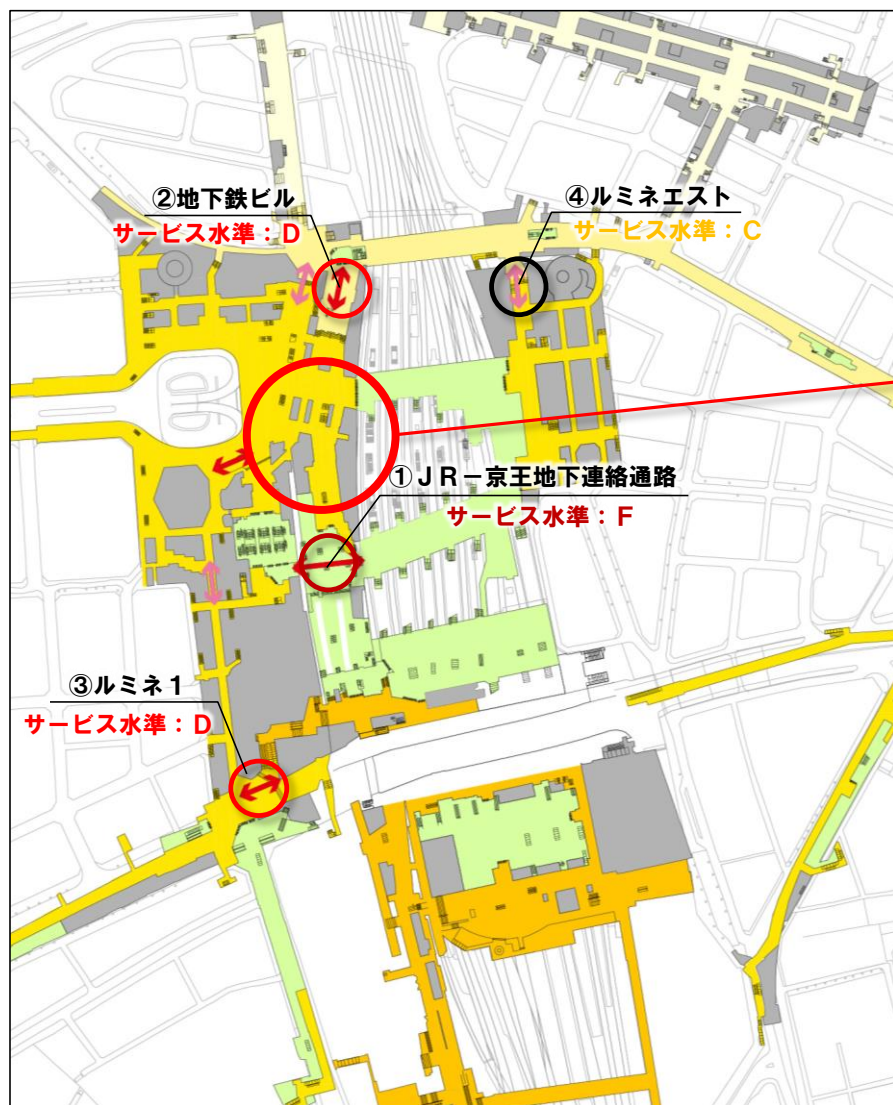 ②地下鉄ビル
サービス水準：D
④ルミネエスト
サービス水準：C
①ＪＲ－京王地下連絡通路
サービス水準：F
③ルミネ１
サービス水準：D